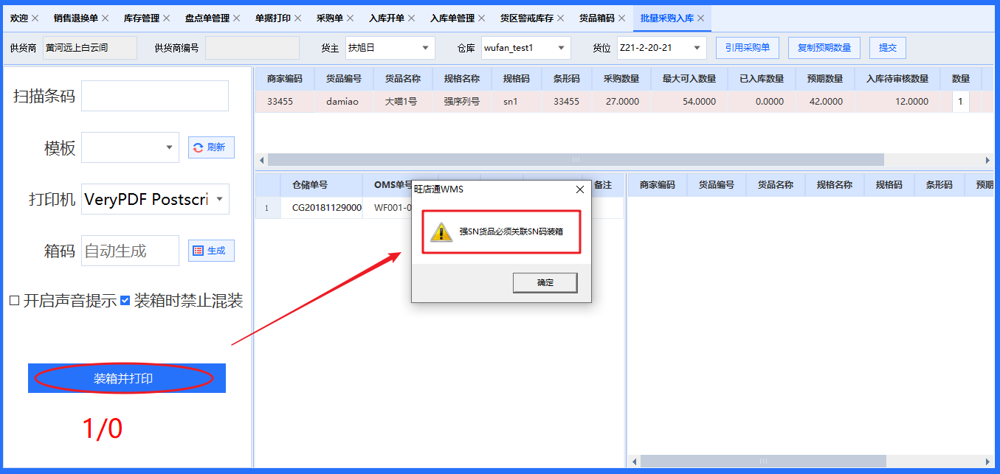 欢迎 销售退换单 库存管理 盘点单管理 单据打印 采购单 入库开单 入库单管理 货区警戒库存 货品箱码 批量采购入库
供货商 黄河远上白云间 供货商编号 货主 扶旭日 仓库 wufan_test1 货位 Z21-2-20-21 引用采购单 复制预期数量 提交
商家编码 货品编号 货品名称 规格名称 规格码 条形码 采购数量 最大可入数量 已入库数量 预期数量 入库待审核数量 数量
33455 damiao 大喵1号 强序列号 sn1 33455 27.0000 54.0000 0.0000 42.0000 12.0000 1
扫描条码
模板 刷新
打印机 VeryPDF Postscri
箱码 自动生成 生成
开启声音提示 装箱时禁止混装
装箱并打印
1/0
仓储单号 OMS单号 备注
1 CG20181129000 WF001-0
旺店通WMS
强SN货品必须关联SN码装箱
确定
商家编码 货品编号 货品名称 规格名称 规格码 条形码 预期